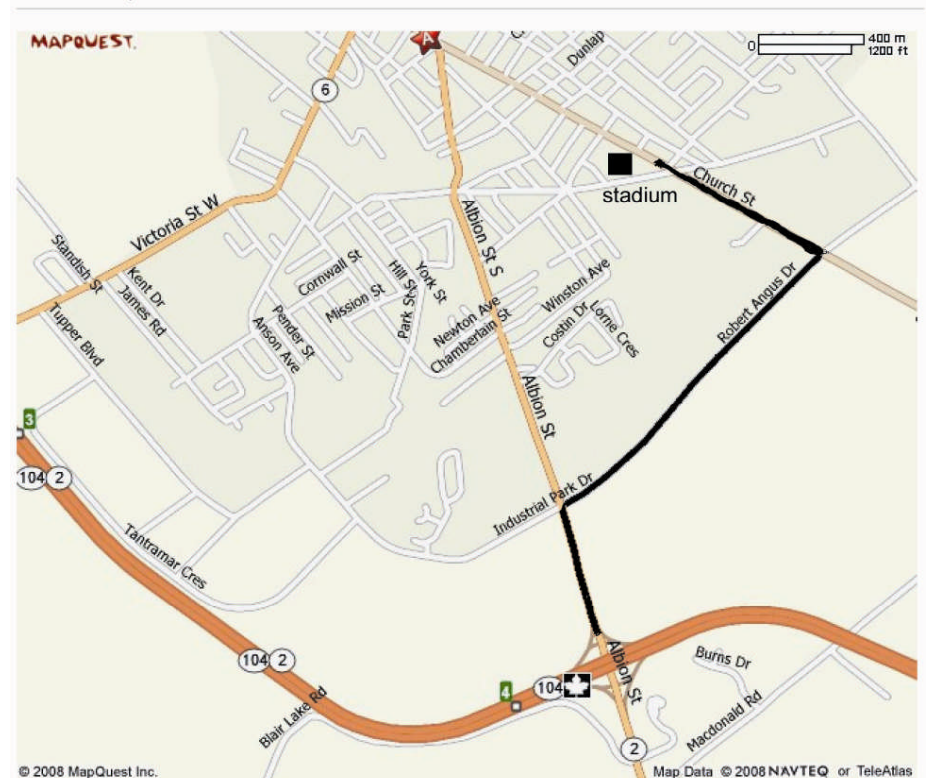 MAPQUEST.
A
0
400 m
1200 ft
Dunlap
6
stadium
Church St
Victoria St W
Albion St S
Standish St
Kent Dr
James Rd
Cornwall St
Hill St
York St
Mission St
Park St
Winston Ave
Newton Ave
Chamberlain St
Costin Dr
Lorne Cres
Robert Angus Dr
Pender St
Anson Ave
Tupper Blvd
Albion St
3
104
2
Industrial Park Dr
Tantramar Cres
104
2
Albion St
Burns Dr
4
104
Blair Lake Rd
Macdonald Rd
2
© 2008 MapQuest Inc.
Map Data © 2008 NAVTEQ or TeleAtlas